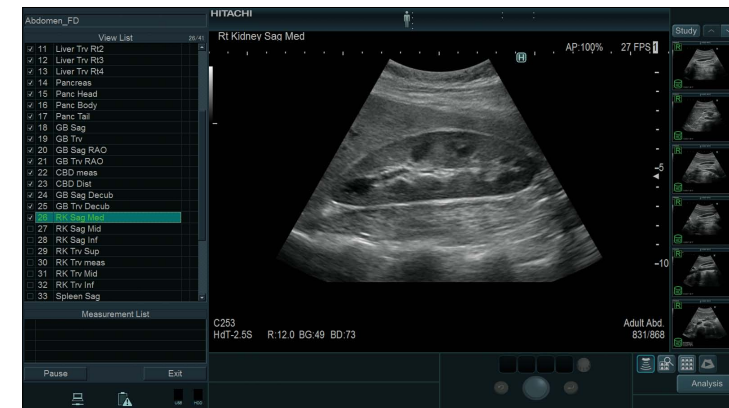 Abdomen_FD
View List 26/41
11 Liver Trv Rt2
12 Liver Trv Rt3
13 Liver Trv Rt4
14 Pancreas
15 Panc Head
16 Panc Body
17 Panc Tail
18 GB Sag
19 GB Trv
20 GB Sag RAO
21 GB Trv RAO
22 CBD meas
23 CBD Dist
24 GB Sag Decub
25 GB Trv Decub
26 RK Sag Med
27 RK Sag Mid
28 RK Sag Inf
29 RK Trv Sup
30 RK Trv meas
31 RK Trv Mid
32 RK Trv Inf
33 Spleen Sag
Measurement List
Pause Exit
USB HDD
HITACHI
Rt Kidney Sag Med
AP:100% 27 FPS 1
H
-5
-10
C253
HdT-2.5S R:12.0 BG:49 BD:73
Adult Abd.
831/868
Study
R
R
R
R
R
R
Analysis